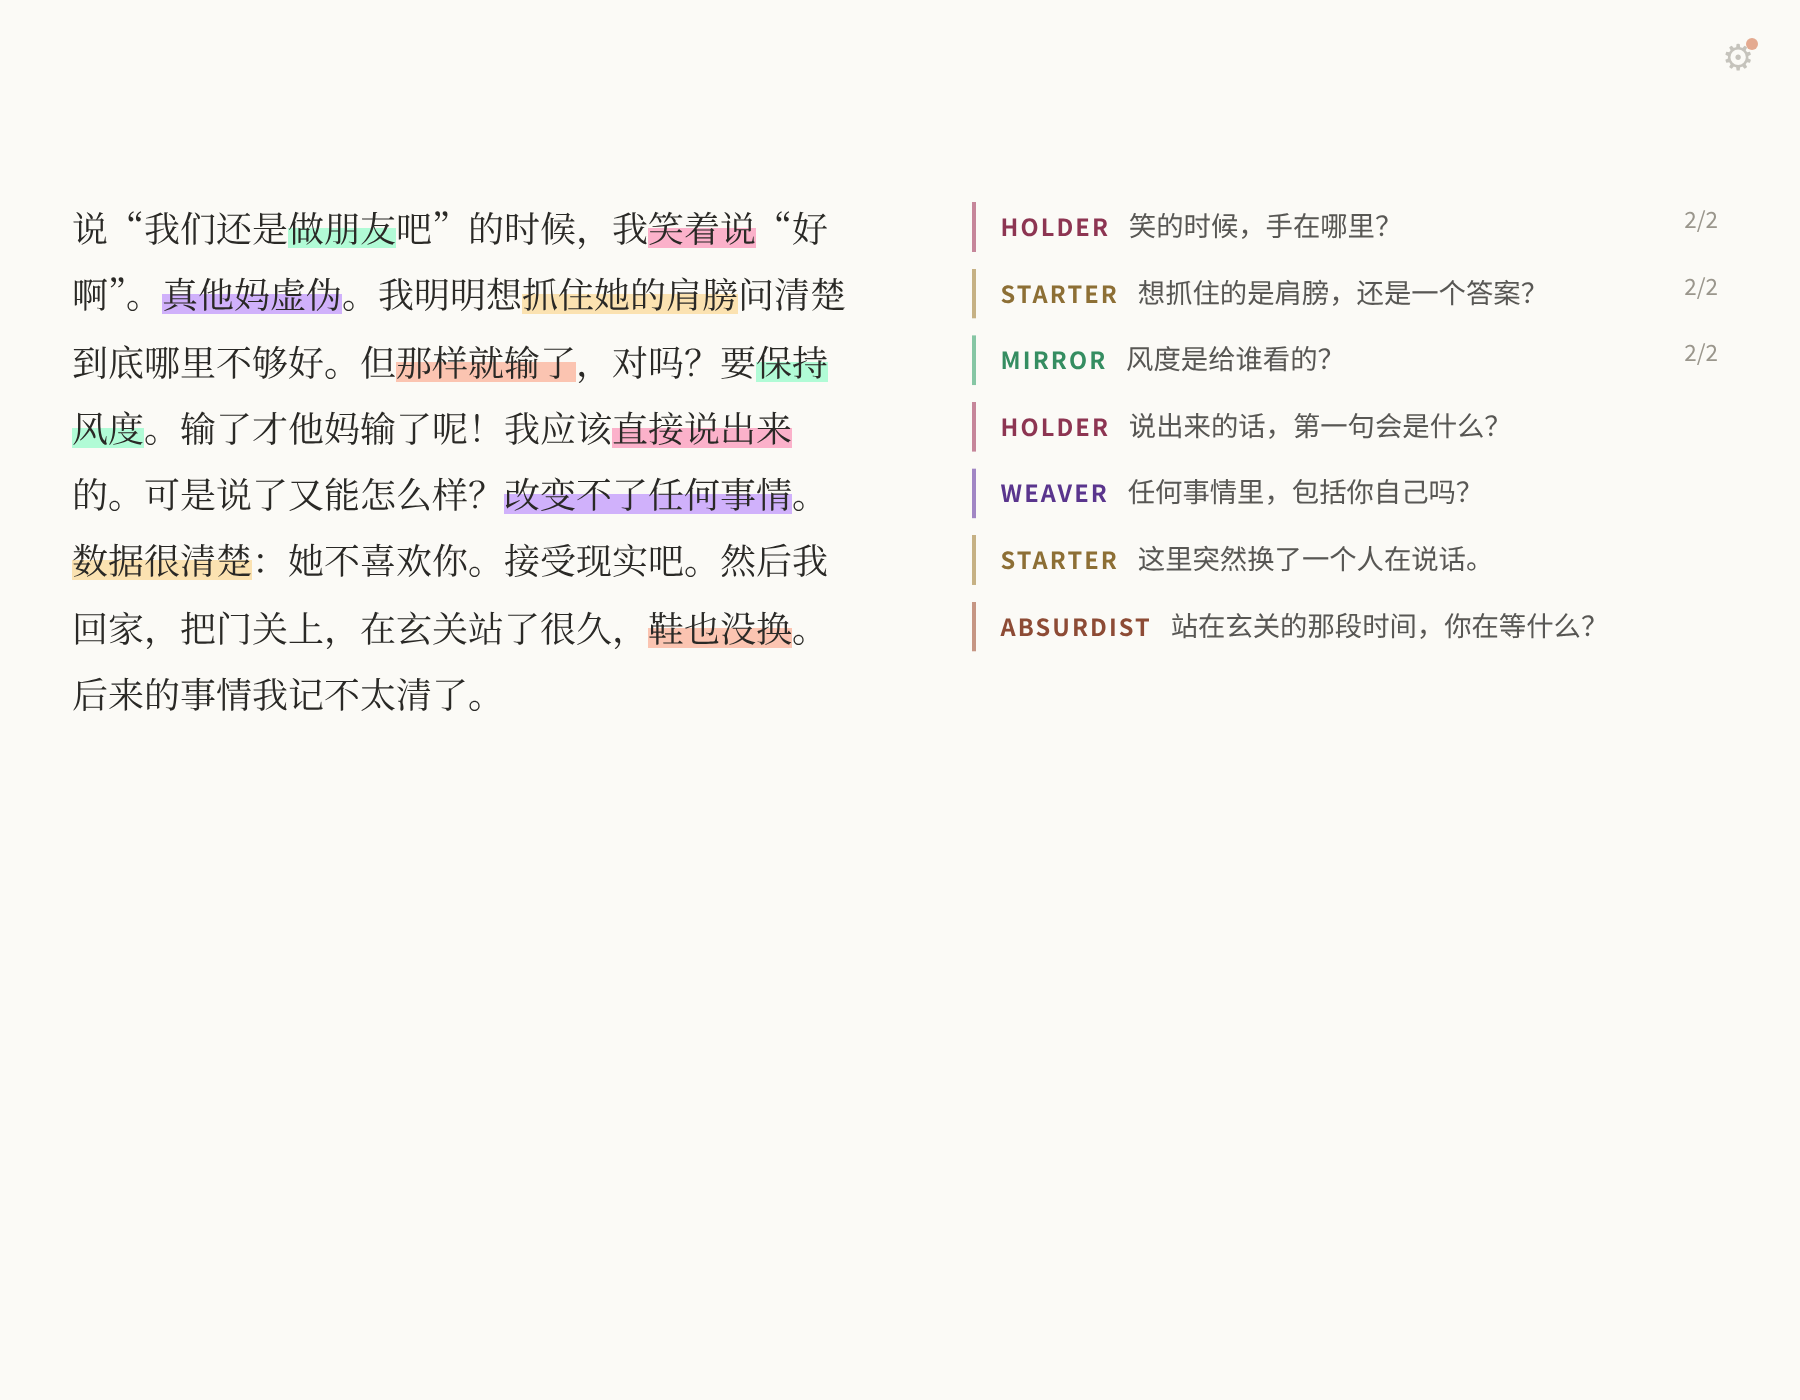 说“我们还是做朋友吧”的时候，我笑着说“好
啊”。真他妈虚伪。我明明想抓住她的肩膀问清楚
到底哪里不够好。但那样就输了，对吗？要保持
风度。输了才他妈输了呢！我应该直接说出来
的。可是说了又能怎么样？改变不了任何事情。
数据很清楚：她不喜欢你。接受现实吧。然后我
回家，把门关上，在玄关站了很久，鞋也没换。
后来的事情我记不太清了。
HOLDER 笑的时候，手在哪里？ 2/2
STARTER 想抓住的是肩膀，还是一个答案？ 2/2
MIRROR 风度是给谁看的？ 2/2
HOLDER 说出来的话，第一句会是什么？
WEAVER 任何事情里，包括你自己吗？
STARTER 这里突然换了一个人在说话。
ABSURDIST 站在玄关的那段时间，你在等什么？